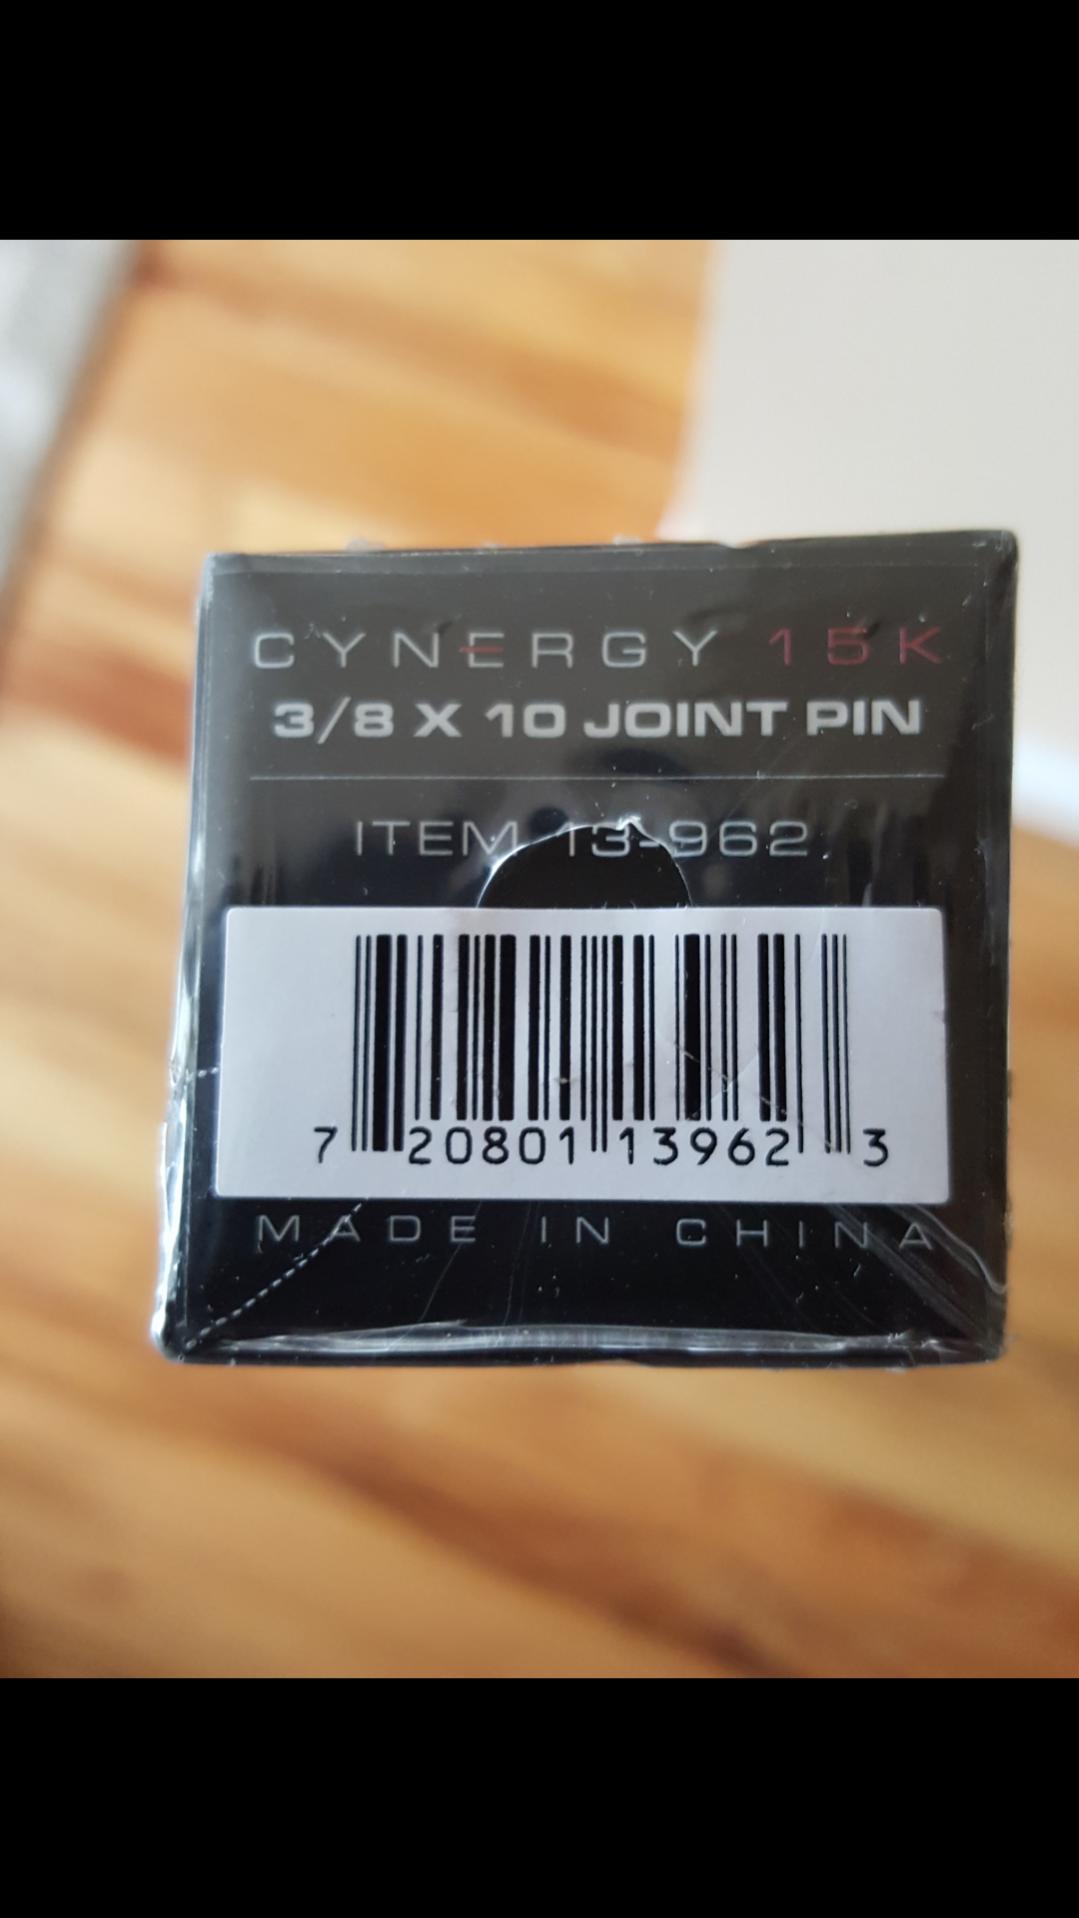 CYNERGY 15K
3/8 X 10 JOINT PIN
ITEM 13-962
7 20801 13962 3
MADE IN CHINA